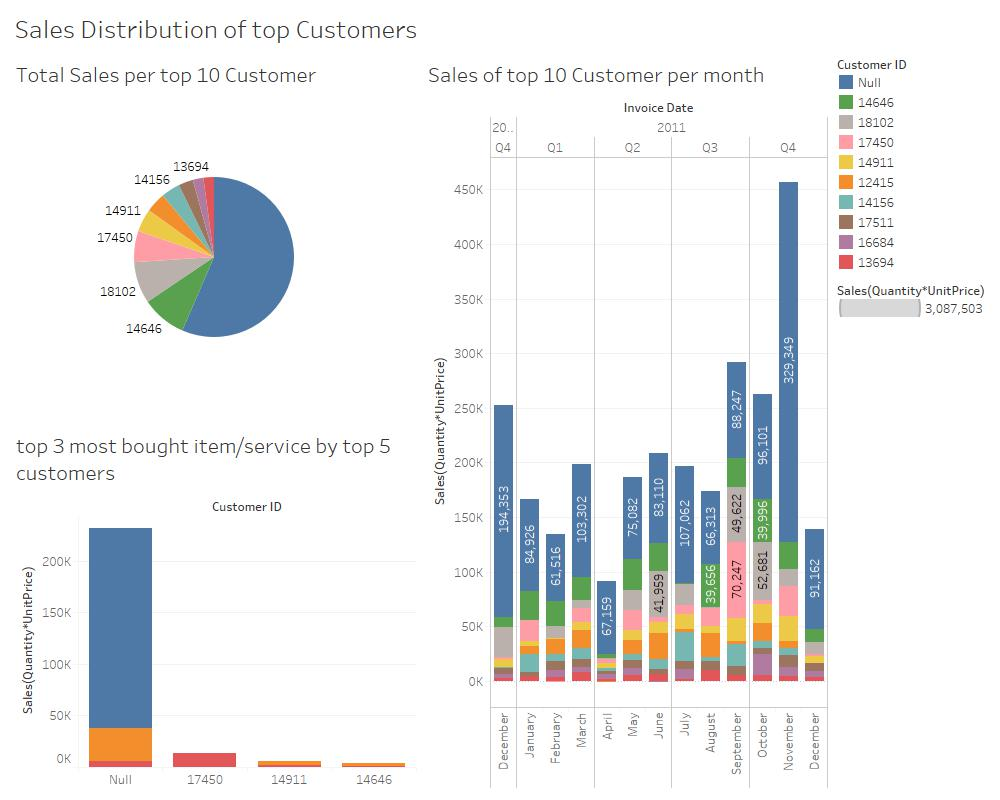 Sales Distribution of top Customers
Total Sales per top 10 Customer
13694
14156
14911
17450
18102
14646
top 3 most bought item/service by top 5
customers
Customer ID
Sales(Quantity*UnitPrice)
200K
150K
100K
50K
0K
Null 17450 14911 14646
Sales of top 10 Customer per month
Invoice Date
20.. 2011
Q4 Q1 Q2 Q3 Q4
Sales(Quantity*UnitPrice)
450K
400K
350K
300K
250K
200K
150K
100K
50K
0K
194,353
84,926
61,516
103,302
67,159
75,082
83,110
41,959
107,062
66,313
39,656
88,247
49,622
70,247
96,101
39,996
52,681
329,349
91,162
December
January
February
March
April
May
June
July
August
September
October
November
December
Customer ID
Null
14646
18102
17450
14911
12415
14156
17511
16684
13694
Sales(Quantity*UnitPrice)
3,087,503